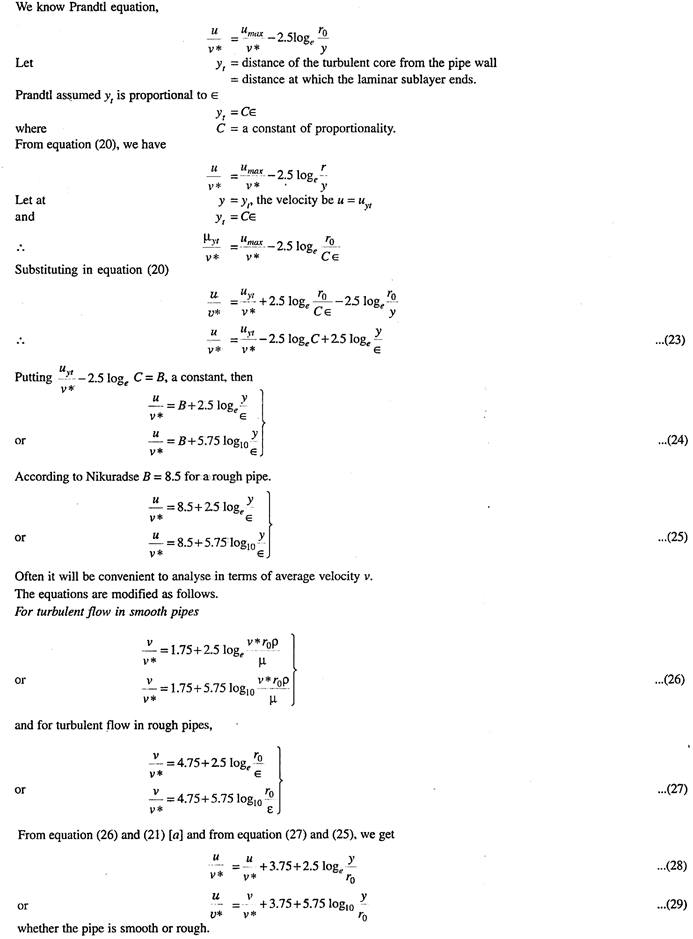 We know Prandtl equation,
u/v* = u_max/v* − 2.5log_e r_0/y
Let y_t = distance of the turbulent core from the pipe wall
= distance at which the laminar sublayer ends.
Prandtl assumed y_t is proportional to ∈
y_t = C∈
where C = a constant of proportionality.
From equation (20), we have
u/v* = u_max/v* − 2.5 log_e r/y
Let at y = y_t, the velocity be u = u_yt
and y_t = C∈
∴ μ_yt/v* = u_max/v* − 2.5 log_e r_0/C∈
Substituting in equation (20)
u/υ* = u_yt/v* + 2.5 log_e r_0/C∈ − 2.5 log_e r_0/y
∴ u/v* = u_yt/v* − 2.5 log_e C + 2.5 log_e y/∈ ...(23)
Putting u_yt/v* − 2.5 log_e C = B, a constant, then
u/v* = B + 2.5 log_e y/∈
or u/v* = B + 5.75 log_10 y/∈ ...(24)
According to Nikuradse B = 8.5 for a rough pipe.
u/v* = 8.5 + 2.5 log_e y/∈
or u/v* = 8.5 + 5.75 log_10 y/∈ ...(25)
Often it will be convenient to analyse in terms of average velocity v.
The equations are modified as follows.
For turbulent flow in smooth pipes
v/v* = 1.75 + 2.5 log_e v*r_0ρ/μ
or v/v* = 1.75 + 5.75 log_10 v*r_0ρ/μ ...(26)
and for turbulent flow in rough pipes,
v/v* = 4.75 + 2.5 log_e r_0/∈
or v/v* = 4.75 + 5.75 log_10 r_0/ε ...(27)
From equation (26) and (21) [a] and from equation (27) and (25), we get
u/v* = u/v* + 3.75 + 2.5 log_e y/r_0 ...(28)
or u/υ* = v/v* + 3.75 + 5.75 log_10 y/r_0 ...(29)
whether the pipe is smooth or rough.